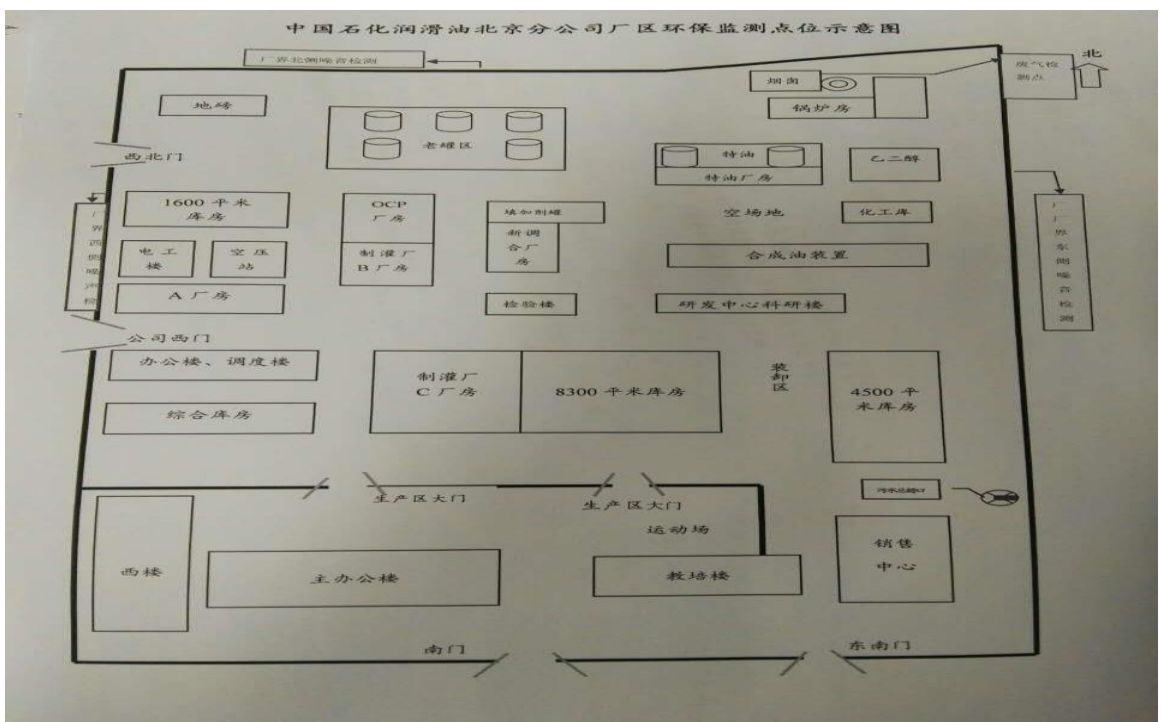 中国石化润滑油北京分公司厂区环保监测点位示意图
厂界北侧噪音检测
北
废气检
测点
烟囱
锅炉房
地磅
老罐区
西北门
特油
特油厂房
乙二醇
1600 平米
库房
OCP
厂房
填加剂罐
空场地
化工库
厂界西侧噪声检
厂厂界东侧噪音检测
电工
楼
空压
站
制灌厂
B 厂房
新调
合厂
房
合成油装置
A 厂房
检验楼
研发中心科研楼
公司西门
办公楼、调度楼
制灌厂
C 厂房
8300 平米库房
装卸区
4500 平
米库房
综合库房
生产区大门
生产区大门
污水总排口
运动场
西楼
主办公楼
教培楼
销售
中心
南门
东南门